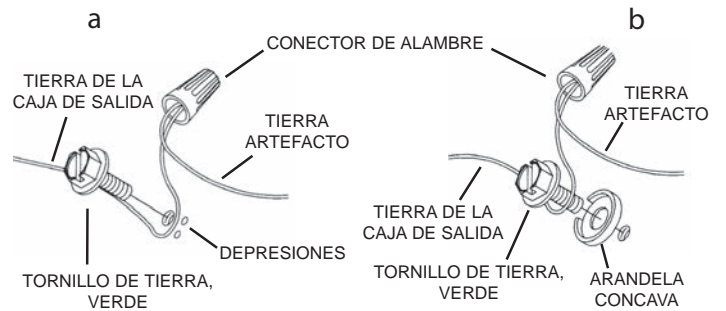 a
b
CONECTOR DE ALAMBRE
TIERRA DE LA
CAJA DE SALIDA
TIERRA
ARTEFACTO
DEPRESIONES
TORNILLO DE TIERRA,
VERDE
TIERRA
ARTEFACTO
TIERRA DE LA
CAJA DE SALIDA
TORNILLO DE TIERRA,
VERDE
ARANDELA
CONCAVA